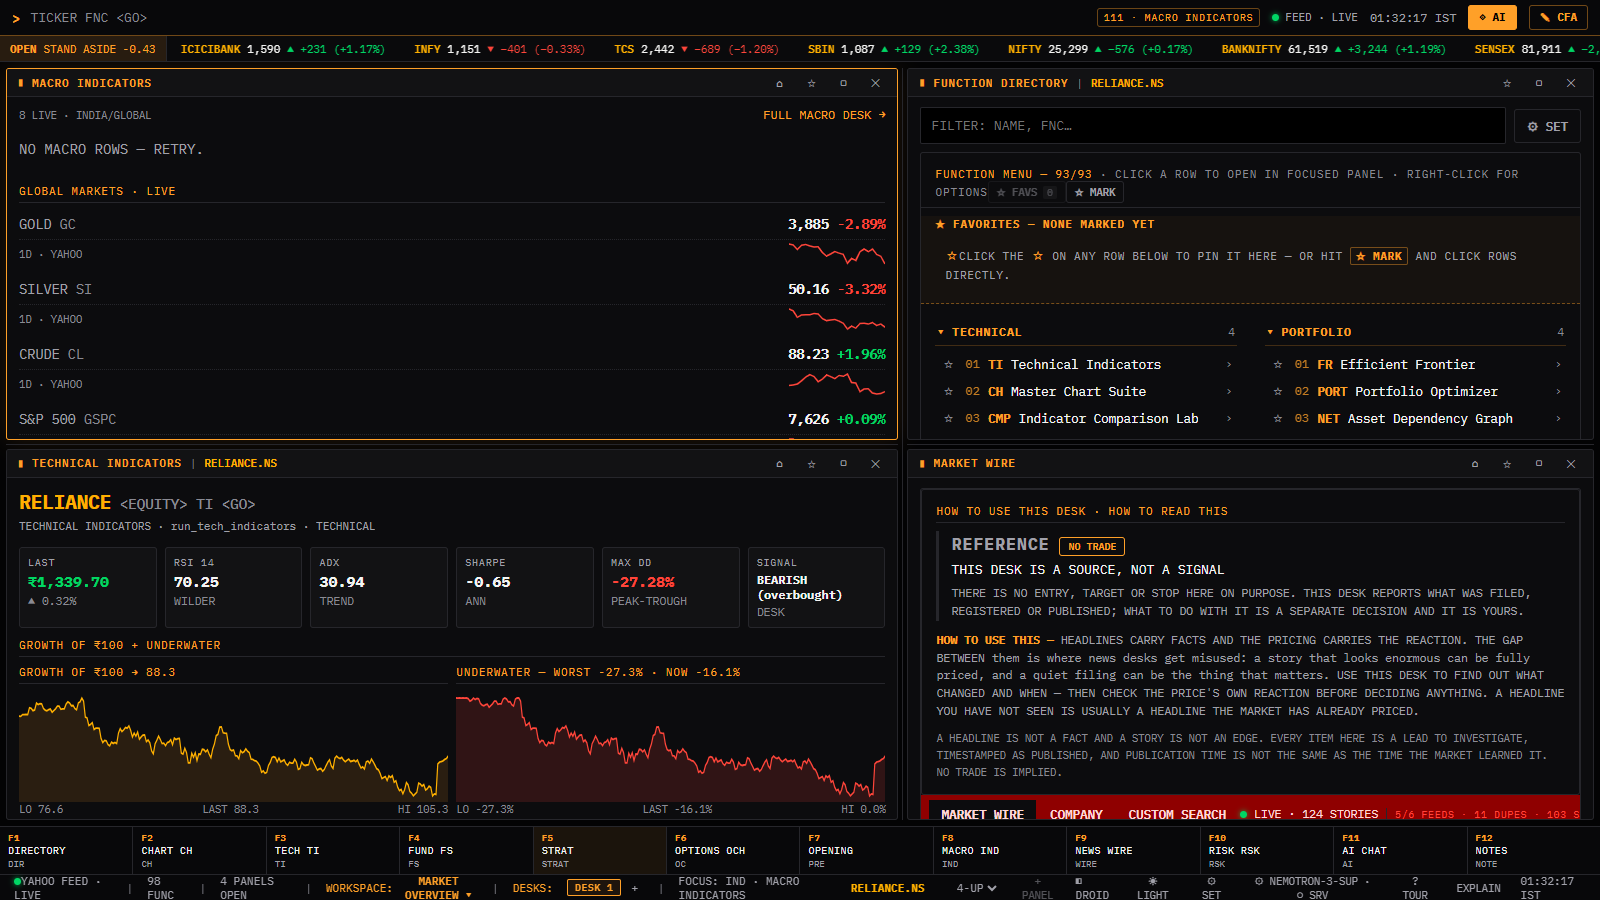 > TICKER FNC <GO>
111 · MACRO INDICATORS
FEED · LIVE 01:32:17 IST
AI
CFA
OPEN STAND ASIDE -0.43
ICICIBANK 1,590 ▲ +231 (+1.17%)
INFY 1,151 ▼ -401 (-0.33%)
TCS 2,442 ▼ -689 (-1.20%)
SBIN 1,087 ▲ +129 (+2.38%)
NIFTY 25,299 ▲ -576 (+0.17%)
BANKNIFTY 61,519 ▲ +3,244 (+1.19%)
SENSEX 81,911 ▲ -2,
MACRO INDICATORS
8 LIVE · INDIA/GLOBAL
FULL MACRO DESK →
NO MACRO ROWS — RETRY.
GLOBAL MARKETS · LIVE
GOLD GC 3,885 -2.89%
1D · YAHOO
SILVER SI 50.16 -3.32%
1D · YAHOO
CRUDE CL 88.23 +1.96%
1D · YAHOO
S&P 500 GSPC 7,626 +0.09%
FUNCTION DIRECTORY | RELIANCE.NS
FILTER: NAME, FNC…
⚙ SET
FUNCTION MENU — 93/93 · CLICK A ROW TO OPEN IN FOCUSED PANEL · RIGHT-CLICK FOR
OPTIONS ☆ FAVS 0 ☆ MARK
★ FAVORITES — NONE MARKED YET
☆CLICK THE ☆ ON ANY ROW BELOW TO PIN IT HERE — OR HIT ☆ MARK AND CLICK ROWS
DIRECTLY.
▾ TECHNICAL 4
☆ 01 TI Technical Indicators ›
☆ 02 CH Master Chart Suite ›
☆ 03 CMP Indicator Comparison Lab ›
▾ PORTFOLIO 4
☆ 01 FR Efficient Frontier ›
☆ 02 PORT Portfolio Optimizer ›
☆ 03 NET Asset Dependency Graph ›
TECHNICAL INDICATORS | RELIANCE.NS
RELIANCE <EQUITY> TI <GO>
TECHNICAL INDICATORS · run_tech_indicators · TECHNICAL
LAST
₹1,339.70
▲ 0.32%
RSI 14
70.25
WILDER
ADX
30.94
TREND
SHARPE
-0.65
ANN
MAX DD
-27.28%
PEAK-TROUGH
SIGNAL
BEARISH
(overbought)
DESK
GROWTH OF ₹100 + UNDERWATER
GROWTH OF ₹100 → 88.3
UNDERWATER — WORST -27.3% · NOW -16.1%
LO 76.6 LAST 88.3 HI 105.3
LO -27.3% LAST -16.1% HI 0.0%
MARKET WIRE
HOW TO USE THIS DESK · HOW TO READ THIS
REFERENCE NO TRADE
THIS DESK IS A SOURCE, NOT A SIGNAL
THERE IS NO ENTRY, TARGET OR STOP HERE ON PURPOSE. THIS DESK REPORTS WHAT WAS FILED,
REGISTERED OR PUBLISHED; WHAT TO DO WITH IT IS A SEPARATE DECISION AND IT IS YOURS.
HOW TO USE THIS — HEADLINES CARRY FACTS AND THE PRICING CARRIES THE REACTION. THE GAP
BETWEEN them is where news desks get misused: a story that looks enormous can be fully
priced, and a quiet filing can be the thing that matters. USE THIS DESK TO FIND OUT WHAT
CHANGED AND WHEN — THEN CHECK THE PRICE'S OWN REACTION BEFORE DECIDING ANYTHING. A HEADLINE
YOU HAVE NOT SEEN IS USUALLY A HEADLINE THE MARKET HAS ALREADY PRICED.
A HEADLINE IS NOT A FACT AND A STORY IS NOT AN EDGE. EVERY ITEM HERE IS A LEAD TO INVESTIGATE,
TIMESTAMPED AS PUBLISHED, AND PUBLICATION TIME IS NOT THE SAME AS THE TIME THE MARKET LEARNED IT.
NO TRADE IS IMPLIED.
MARKET WIRE COMPANY CUSTOM SEARCH LIVE · 124 STORIES 5/6 FEEDS · 11 DUPES · 103 S
F1
DIRECTORY
DIR
F2
CHART CH
CH
F3
TECH TI
TI
F4
FUND FS
FS
F5
STRAT
STRAT
F6
OPTIONS OCH
OC
F7
OPENING
PRE
F8
MACRO IND
IND
F9
NEWS WIRE
WIRE
F10
RISK RSK
RSK
F11
AI CHAT
AI
F12
NOTES
NOTE
YAHOO FEED ·
LIVE
98
FUNC
4 PANELS
OPEN
WORKSPACE: MARKET
OVERVIEW ▾
DESKS: DESK 1 +
FOCUS: IND · MACRO
INDICATORS
RELIANCE.NS
4-UP
+
PANEL
DROID
LIGHT
SET
NEMOTRON-3-SUP ·
SRV
?
TOUR
EXPLAIN
01:32:17
IST